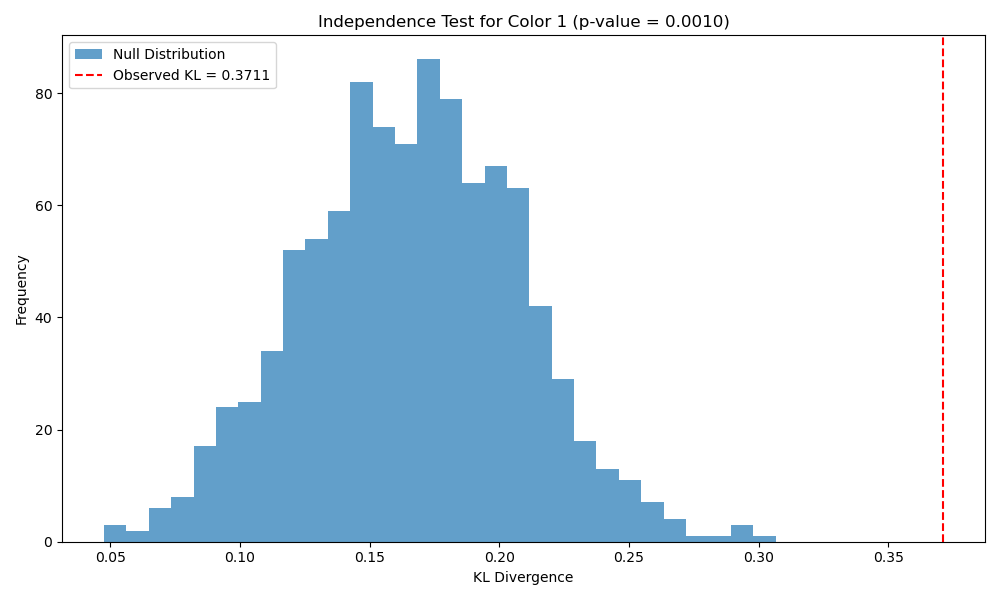 Independence Test for Color 1 (p-value = 0.0010)
Null Distribution
Observed KL = 0.3711
Frequency
80
60
40
20
0
0.05 0.10 0.15 0.20 0.25 0.30 0.35
KL Divergence